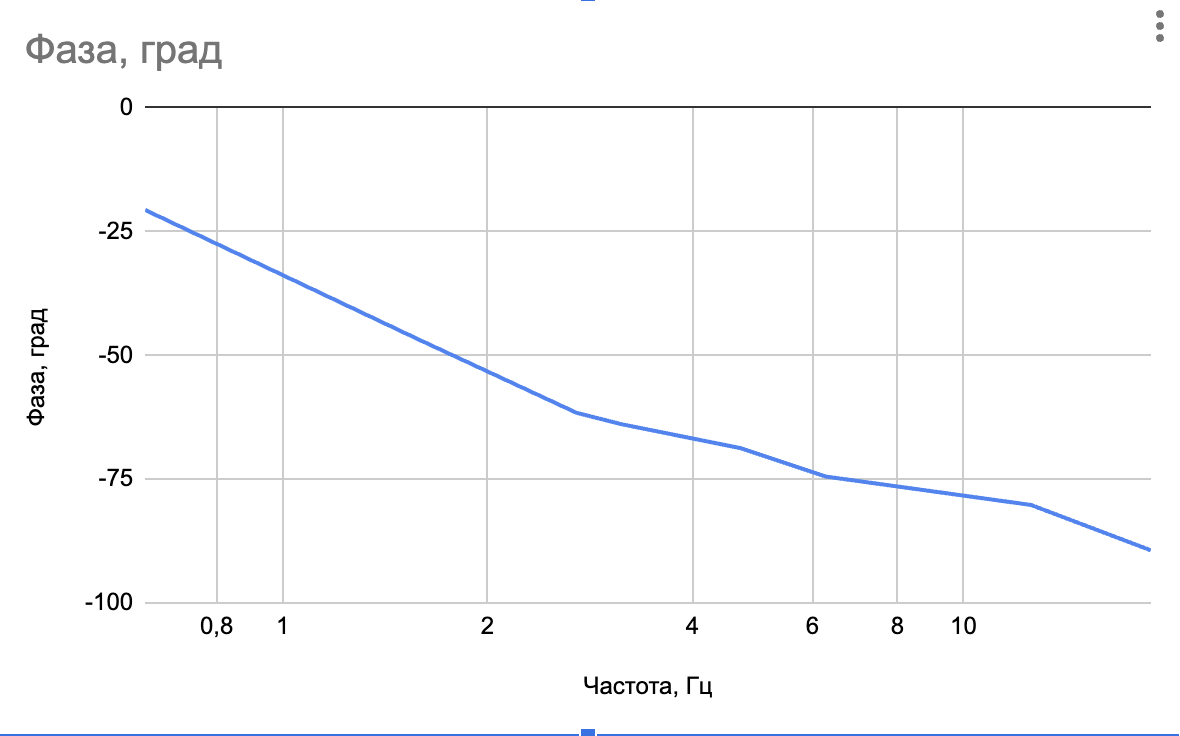 Фаза, град
0
-25
-50
-75
-100
Фаза, град
0,8 1 2 4 6 8 10
Частота, Гц